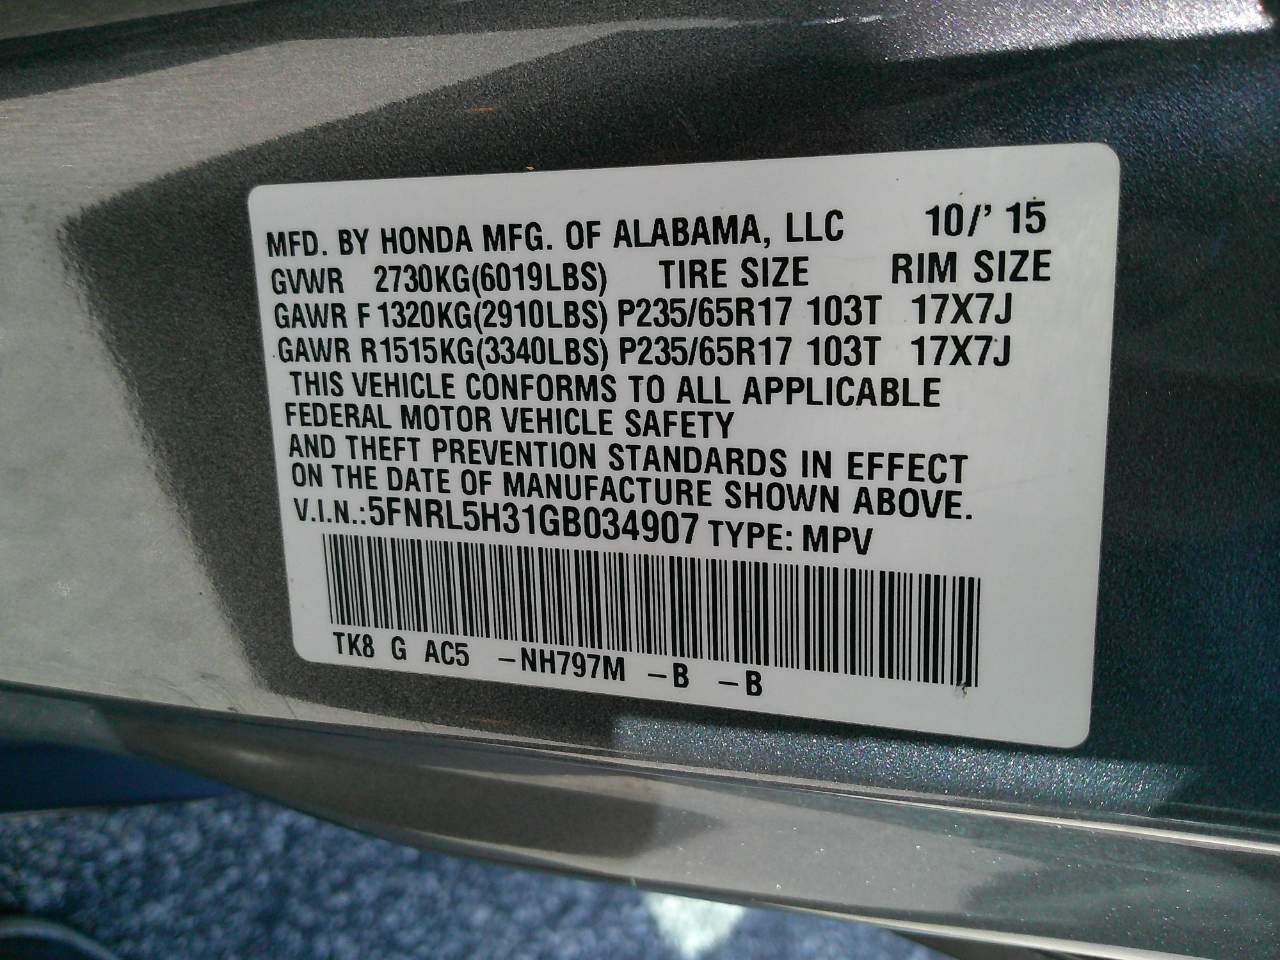 MFD. BY HONDA MFG. OF ALABAMA, LLC 10/' 15
GVWR 2730KG(6019LBS) TIRE SIZE RIM SIZE
GAWR F 1320KG(2910LBS) P235/65R17 103T 17X7J
GAWR R1515KG(3340LBS) P235/65R17 103T 17X7J
THIS VEHICLE CONFORMS TO ALL APPLICABLE
FEDERAL MOTOR VEHICLE SAFETY
AND THEFT PREVENTION STANDARDS IN EFFECT
ON THE DATE OF MANUFACTURE SHOWN ABOVE.
V.I.N.:5FNRL5H31GB034907 TYPE: MPV
TK8 G AC5 –NH797M –B –B